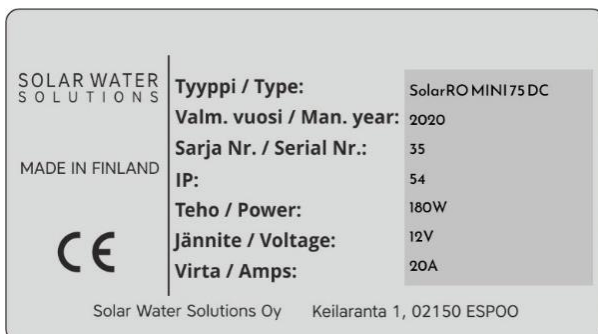 SOLAR WATER
SOLUTIONS
MADE IN FINLAND
CE
Tyyppi / Type: SolarRO MINI 75 DC
Valm. vuosi / Man. year: 2020
Sarja Nr. / Serial Nr.: 35
IP: 54
Teho / Power: 180W
Jännite / Voltage: 12V
Virta / Amps: 20A
Solar Water Solutions Oy Keilaranta 1, 02150 ESPOO